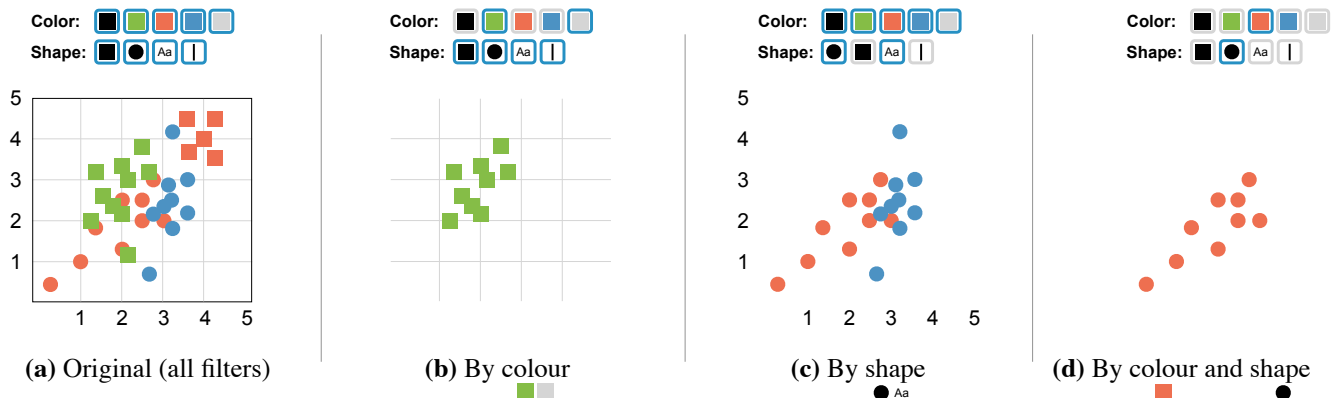 Color: Color: Color: Color:
Shape: Aa Shape: Aa Shape: Aa Shape: Aa
5 5
4 4
3 3
2 2
1 1
1 2 3 4 5 1 2 3 4 5
(a) Original (all filters) (b) By colour (c) By shape (d) By colour and shape
Aa